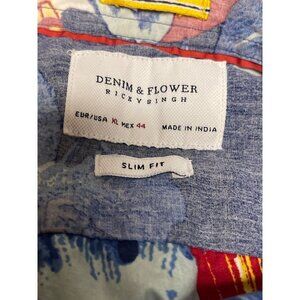 DENIM & FLOWER
RICKY SINGH
EUR/USA XL MEX 44 MADE IN INDIA
SLIM FIT